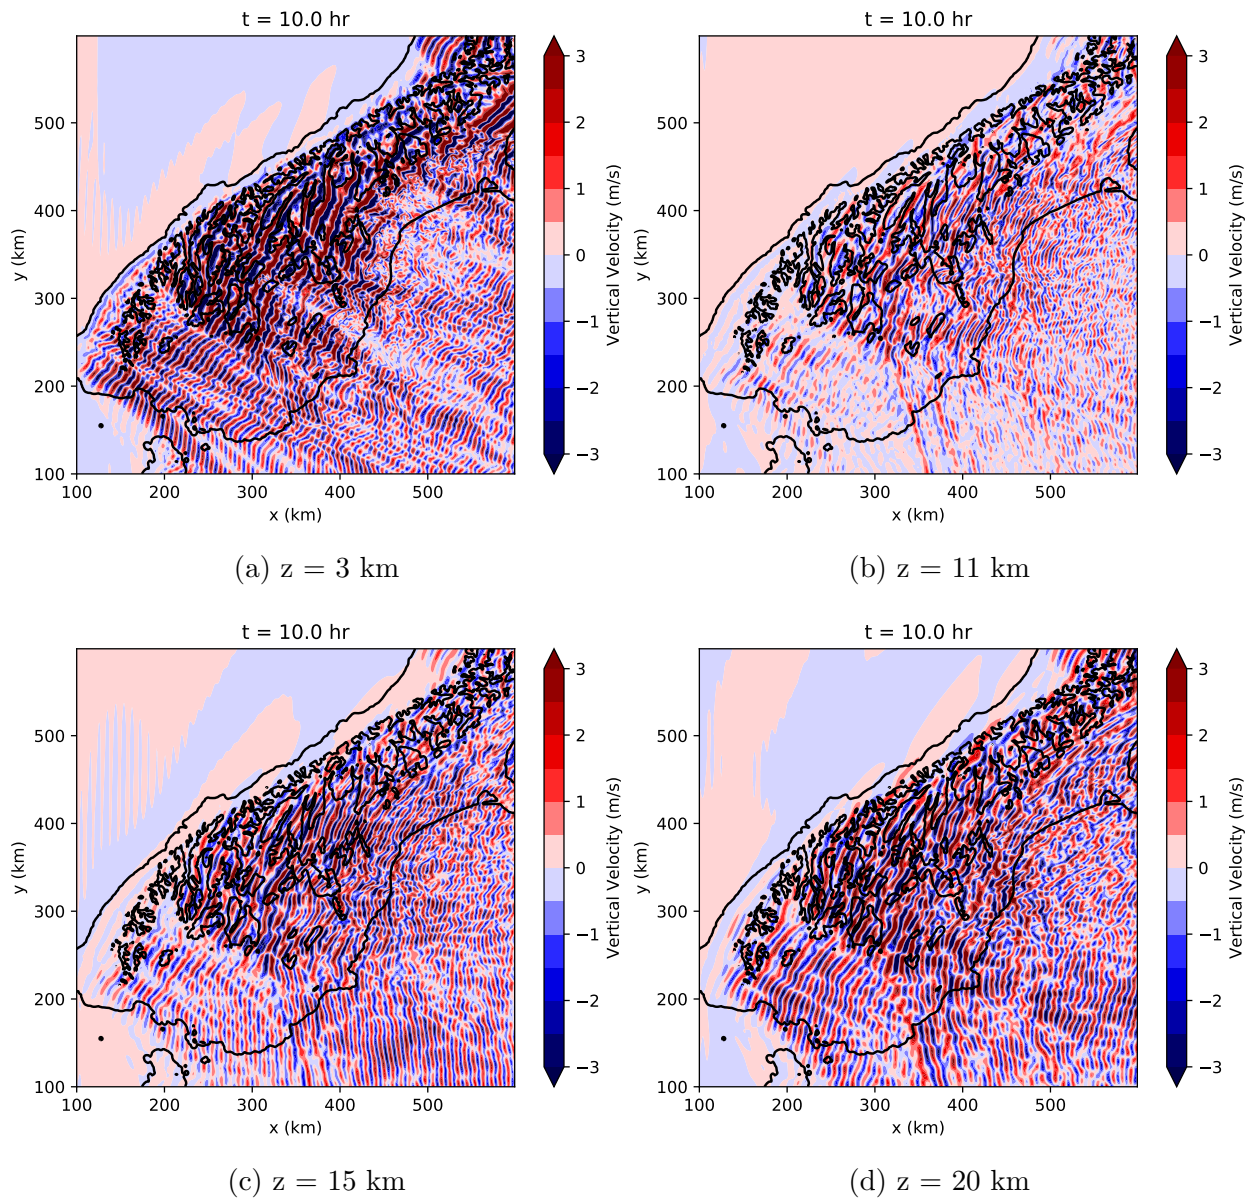 t = 10.0 hr
t = 10.0 hr
500
400
300
200
100
y (km)
100 200 300 400 500
x (km)
3
2
1
0
−1
−2
−3
Vertical Velocity (m/s)
500
400
300
200
100
y (km)
100 200 300 400 500
x (km)
3
2
1
0
−1
−2
−3
Vertical Velocity (m/s)
(a) z = 3 km
(b) z = 11 km
t = 10.0 hr
t = 10.0 hr
500
400
300
200
100
y (km)
100 200 300 400 500
x (km)
3
2
1
0
−1
−2
−3
Vertical Velocity (m/s)
500
400
300
200
100
y (km)
100 200 300 400 500
x (km)
3
2
1
0
−1
−2
−3
Vertical Velocity (m/s)
(c) z = 15 km
(d) z = 20 km